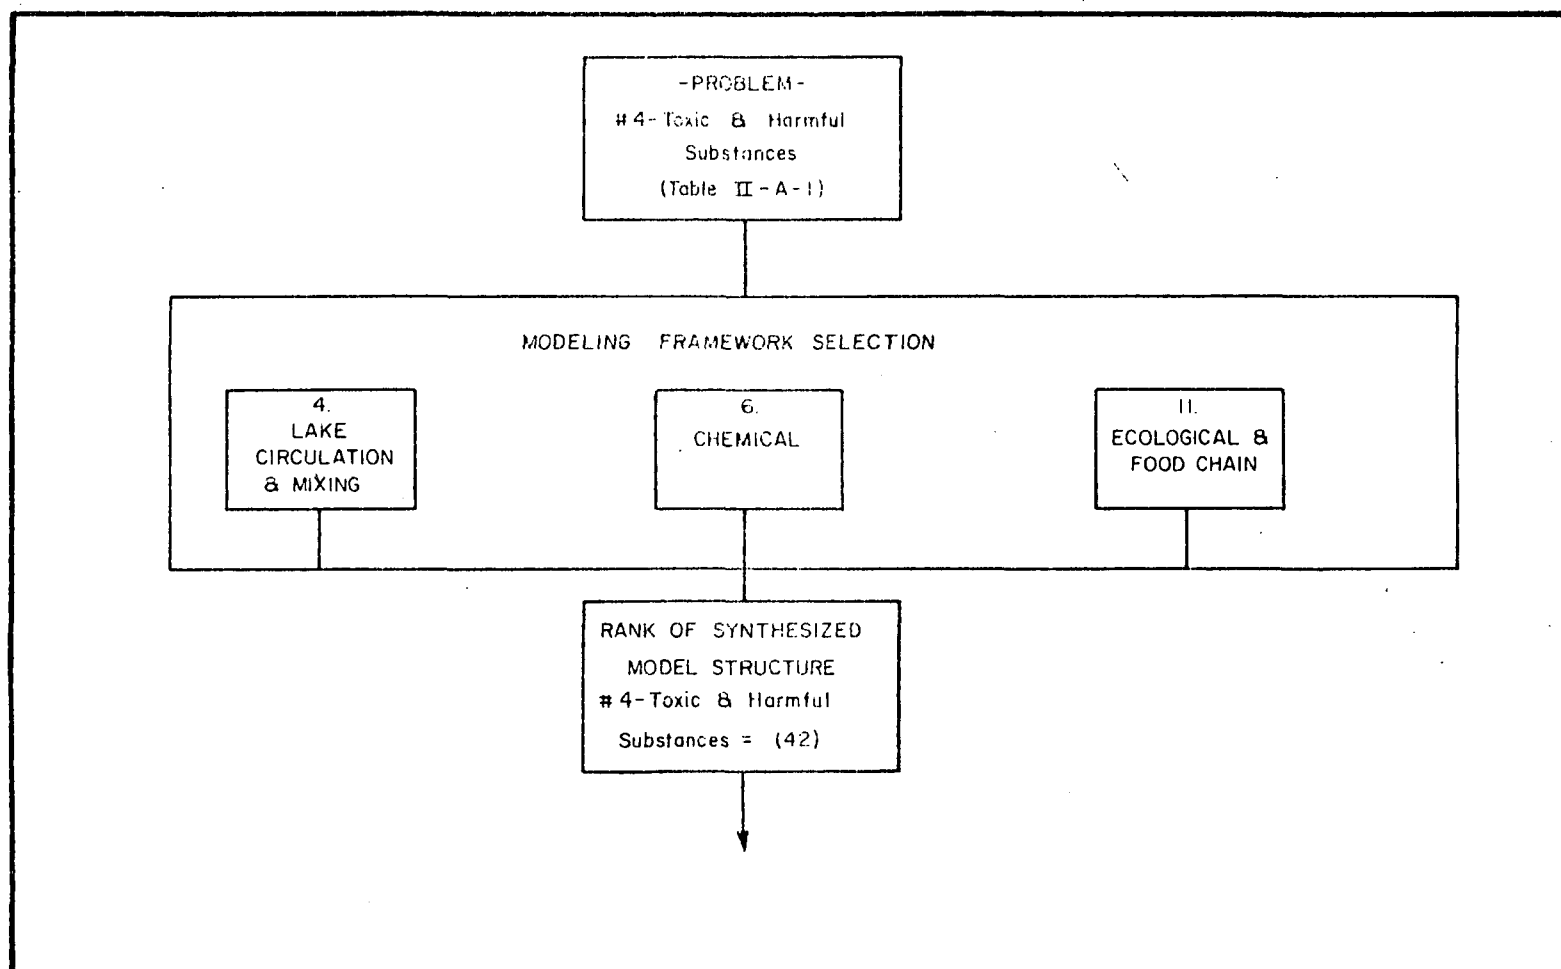 -PROBLEM-
#4-Toxic & Harmful
Substances
(Table II-A-1)
MODELING FRAMEWORK SELECTION
4.
LAKE
CIRCULATION
& MIXING
6.
CHEMICAL
11.
ECOLOGICAL &
FOOD CHAIN
RANK OF SYNTHESIZED
MODEL STRUCTURE
#4-Toxic & Harmful
Substances = (42)